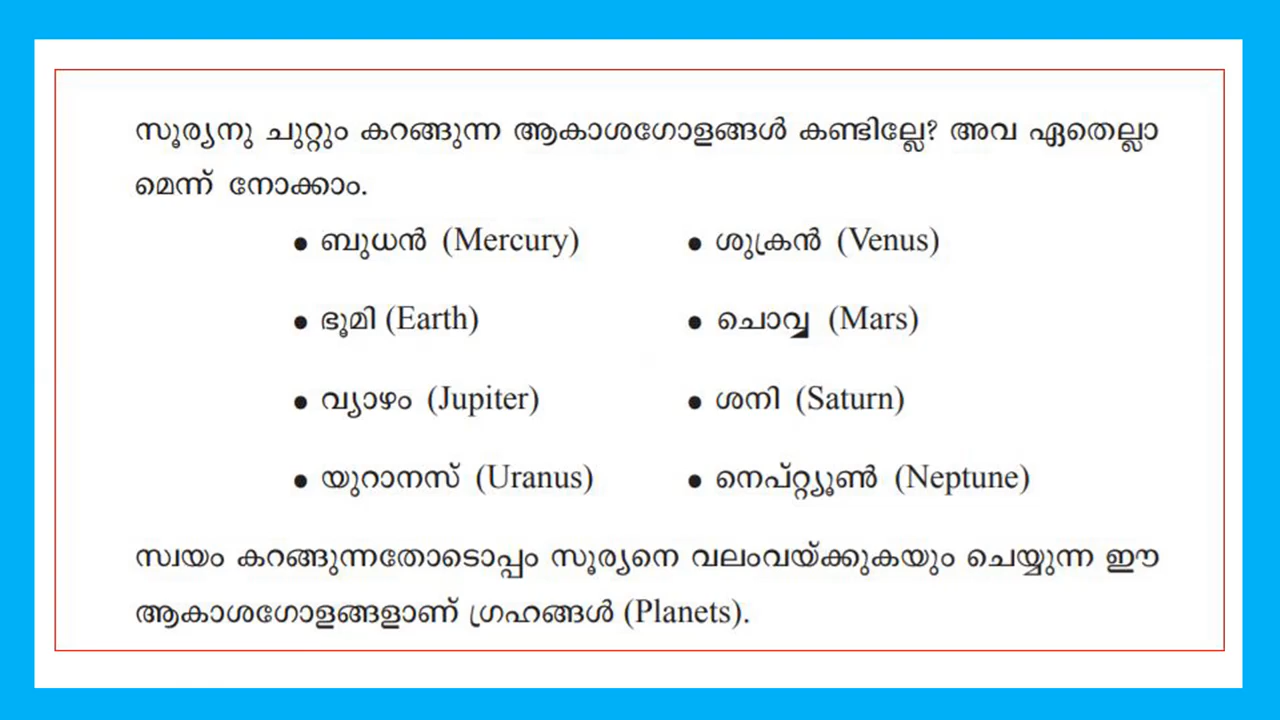 സൂര്യനു ചുറ്റും കറങ്ങുന്ന ആകാശഗോളങ്ങൾ കണ്ടില്ലേ? അവ ഏതെല്ലാ
മെന്ന് നോക്കാം.
• ബുധൻ (Mercury) • ശുക്രൻ (Venus)
• ഭൂമി (Earth) • ചൊവ്വ (Mars)
• വ്യാഴം (Jupiter) • ശനി (Saturn)
• യുറാനസ് (Uranus) • നെപ്റ്റ്യൂൺ (Neptune)
സ്വയം കറങ്ങുന്നതോടൊപ്പം സൂര്യനെ വലംവയ്ക്കുകയും ചെയ്യുന്ന ഈ
ആകാശഗോളങ്ങളാണ് ഗ്രഹങ്ങൾ (Planets).